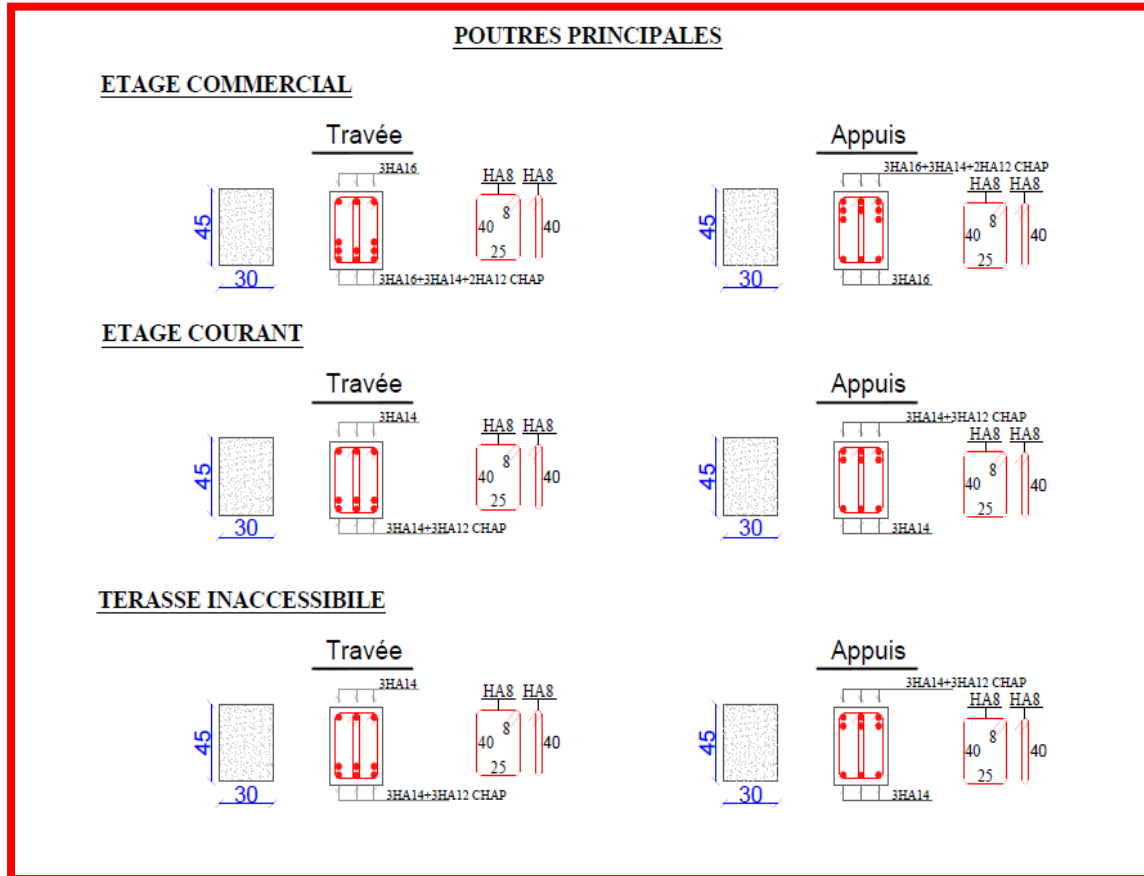 POUTRES PRINCIPALES
ETAGE COMMERCIAL
Travée
Appuis
3HA16
HA8 HA8
45
40
8
40
25
30
3HA16+3HA14+2HA12 CHAP
3HA16+3HA14+2HA12 CHAP
HA8 HA8
45
40
8
40
25
30
3HA16
ETAGE COURANT
Travée
Appuis
3HA14
HA8 HA8
45
40
8
40
25
30
3HA14+3HA12 CHAP
3HA14+3HA12 CHAP
HA8 HA8
45
40
8
40
25
30
3HA14
TERASSE INACCESSIBILE
Travée
Appuis
3HA14
HA8 HA8
45
40
8
40
25
30
3HA14+3HA12 CHAP
3HA14+3HA12 CHAP
HA8 HA8
45
40
8
40
25
30
3HA14